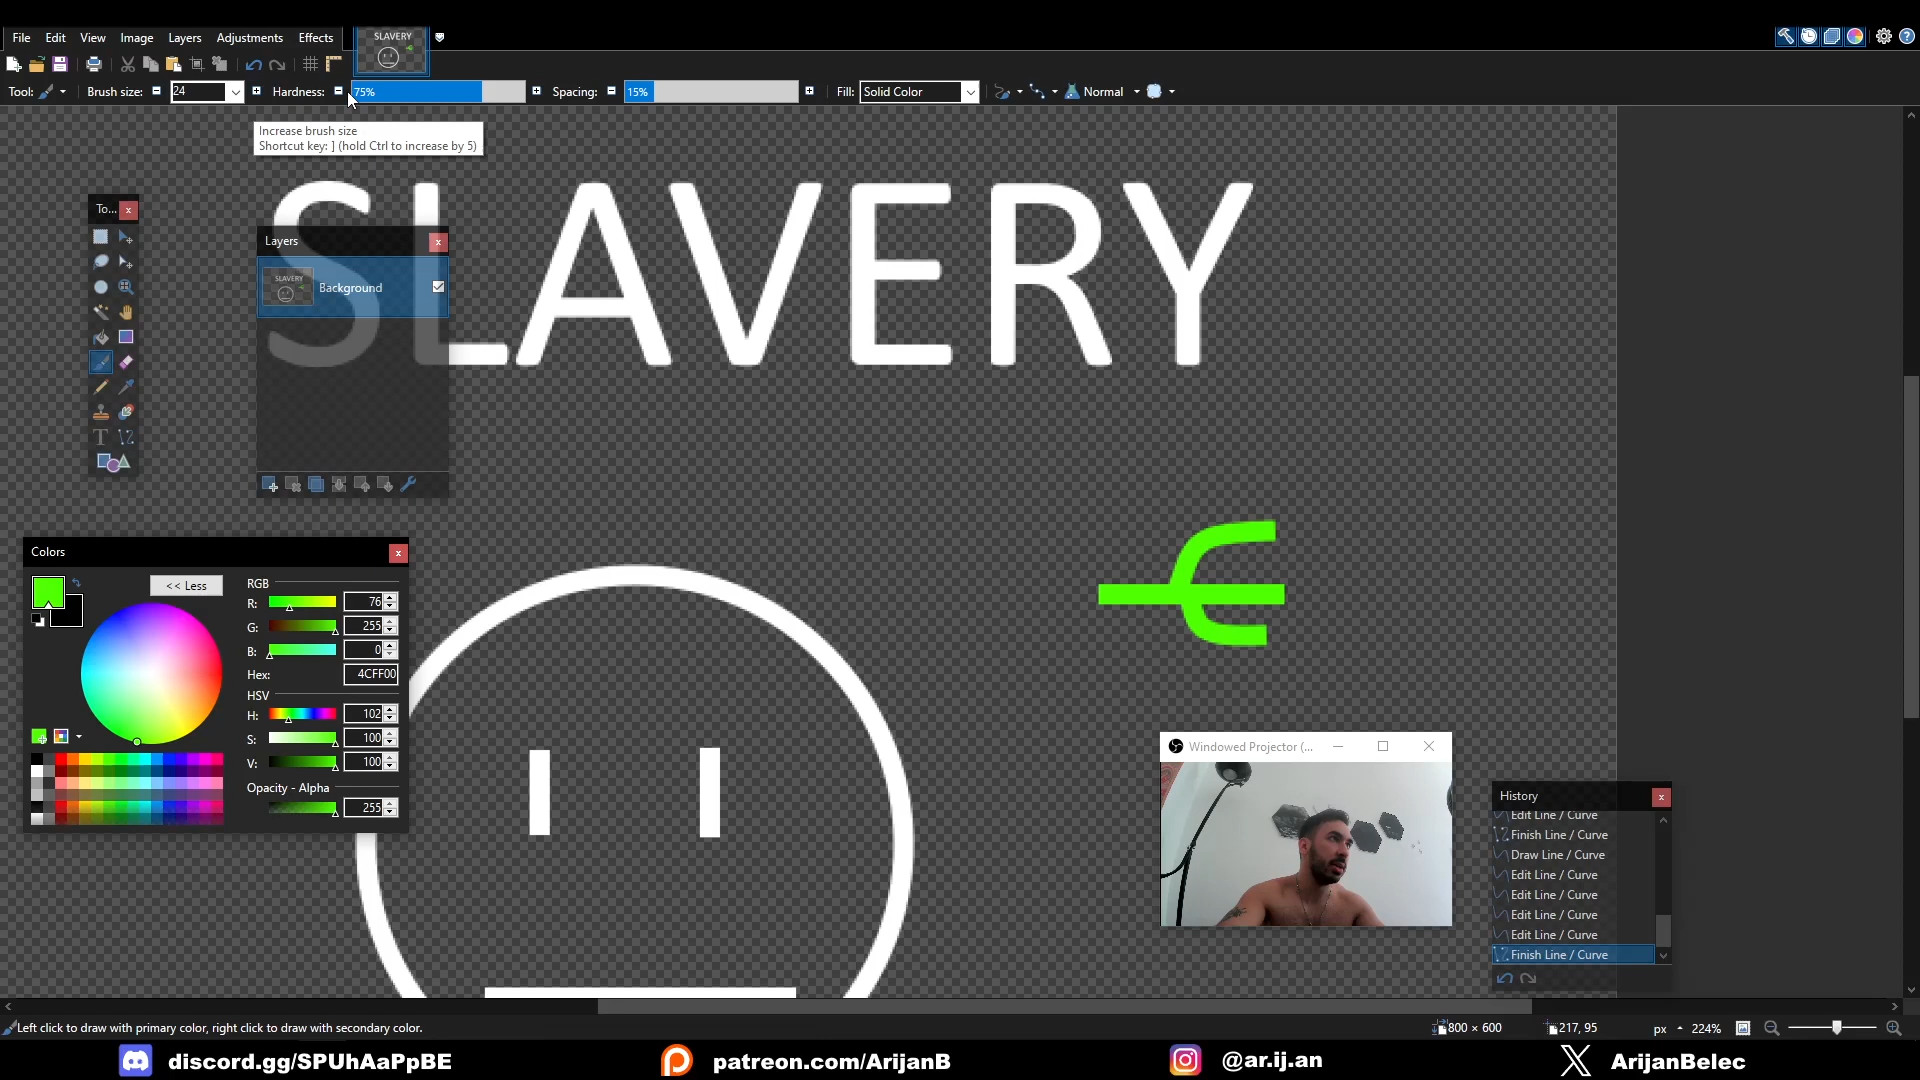 File Edit View Image Layers Adjustments Effects
SLAVERY
Tool: Brush size: 24 Hardness: 75% Spacing: 15% Fill: Solid Color Normal
Increase brush size
Shortcut key: ] (hold Ctrl to increase by 5)
SLAVERY
To...
Layers
SLAVERY
Background
Colors
<< Less
RGB
R: 76
G: 255
B: 0
Hex: 4CFF00
HSV
H: 102
S: 100
V: 100
Opacity - Alpha
255
Windowed Projector (...
History
Edit Line / Curve
Finish Line / Curve
Draw Line / Curve
Edit Line / Curve
Edit Line / Curve
Edit Line / Curve
Edit Line / Curve
Finish Line / Curve
Left click to draw with primary color, right click to draw with secondary color.
800 × 600
217, 95
px
224%
discord.gg/SPUhAaPpBE
patreon.com/ArijanB
@ar.ij.an
ArijanBelec